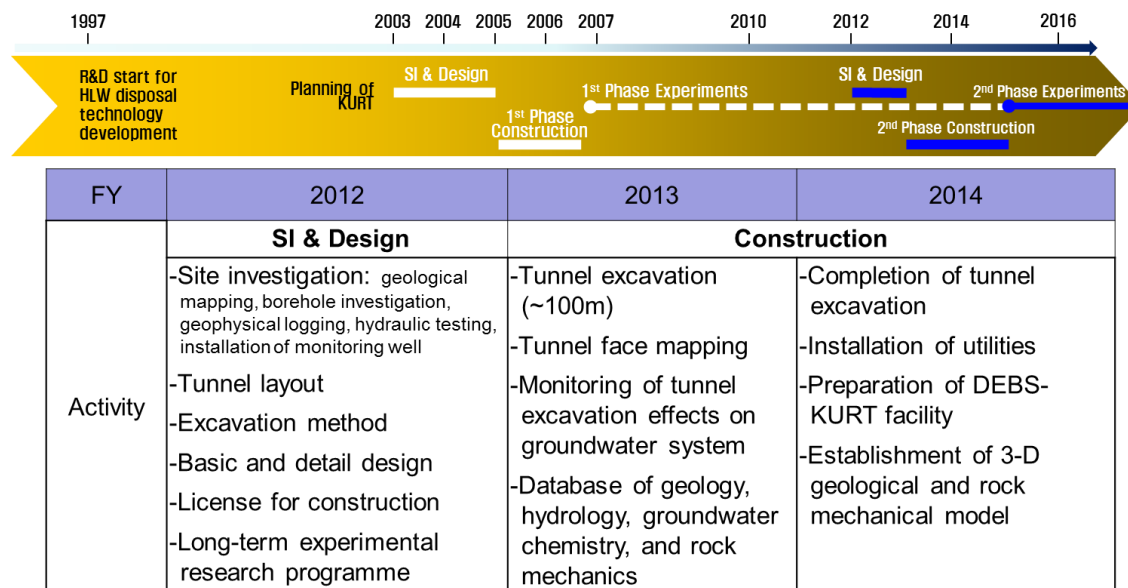 1997 2003 2004 2005 2006 2007 2010 2012 2014 2016
R&D start for
HLW disposal
technology
development
Planning of
KURT
SI & Design
1st Phase
Construction
1st Phase Experiments
SI & Design
2nd Phase Experiments
2nd Phase Construction
FY 2012 2013 2014
Activity
SI & Design
Construction
-Site investigation: geological
mapping, borehole investigation,
geophysical logging, hydraulic testing,
installation of monitoring well
-Tunnel layout
-Excavation method
-Basic and detail design
-License for construction
-Long-term experimental
research programme
-Tunnel excavation
(~100m)
-Tunnel face mapping
-Monitoring of tunnel
excavation effects on
groundwater system
-Database of geology,
hydrology, groundwater
chemistry, and rock
mechanics
-Completion of tunnel
excavation
-Installation of utilities
-Preparation of DEBS-
KURT facility
-Establishment of 3-D
geological and rock
mechanical model